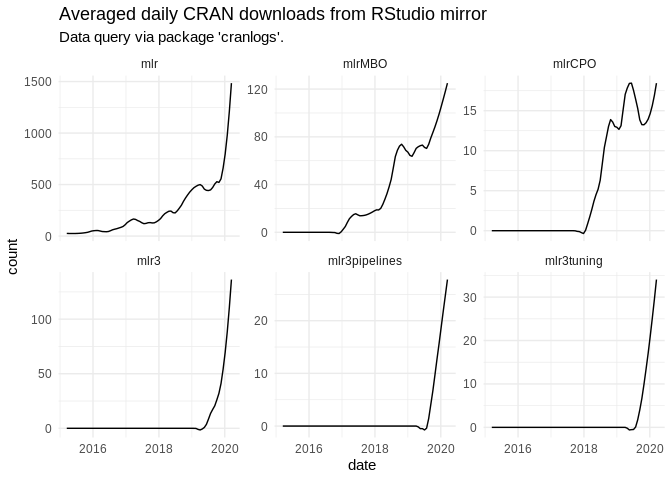 Averaged daily CRAN downloads from RStudio mirror
Data query via package 'cranlogs'.
mlr
mlrMBO
mlrCPO
1500
1000
500
0
120
80
40
0
15
10
5
0
mlr3
mlr3pipelines
mlr3tuning
100
50
0
20
10
0
30
20
10
0
2016 2018 2020
2016 2018 2020
2016 2018 2020
count
date